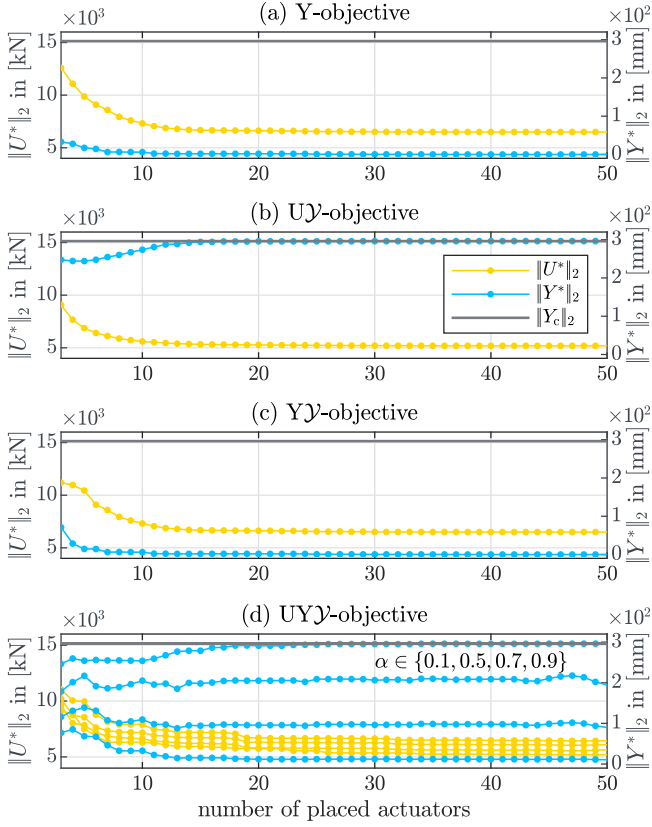 (a) Y-objective
×10³ ×10²
15 10 5
‖U*‖₂ in [kN]
3 2 1 0
‖Y*‖₂ in [mm]
10 20 30 40 50
(b) U𝒴-objective
×10³ ×10²
15 10 5
‖U*‖₂ in [kN]
‖U*‖₂
‖Y*‖₂
‖Y_c‖₂
3 2 1 0
‖Y*‖₂ in [mm]
10 20 30 40 50
(c) Y𝒴-objective
×10³ ×10²
15 10 5
‖U*‖₂ in [kN]
3 2 1 0
‖Y*‖₂ in [mm]
10 20 30 40 50
(d) UY𝒴-objective
×10³ ×10²
15 10 5
‖U*‖₂ in [kN]
α ∈ {0.1, 0.5, 0.7, 0.9}
3 2 1 0
‖Y*‖₂ in [mm]
10 20 30 40 50
number of placed actuators